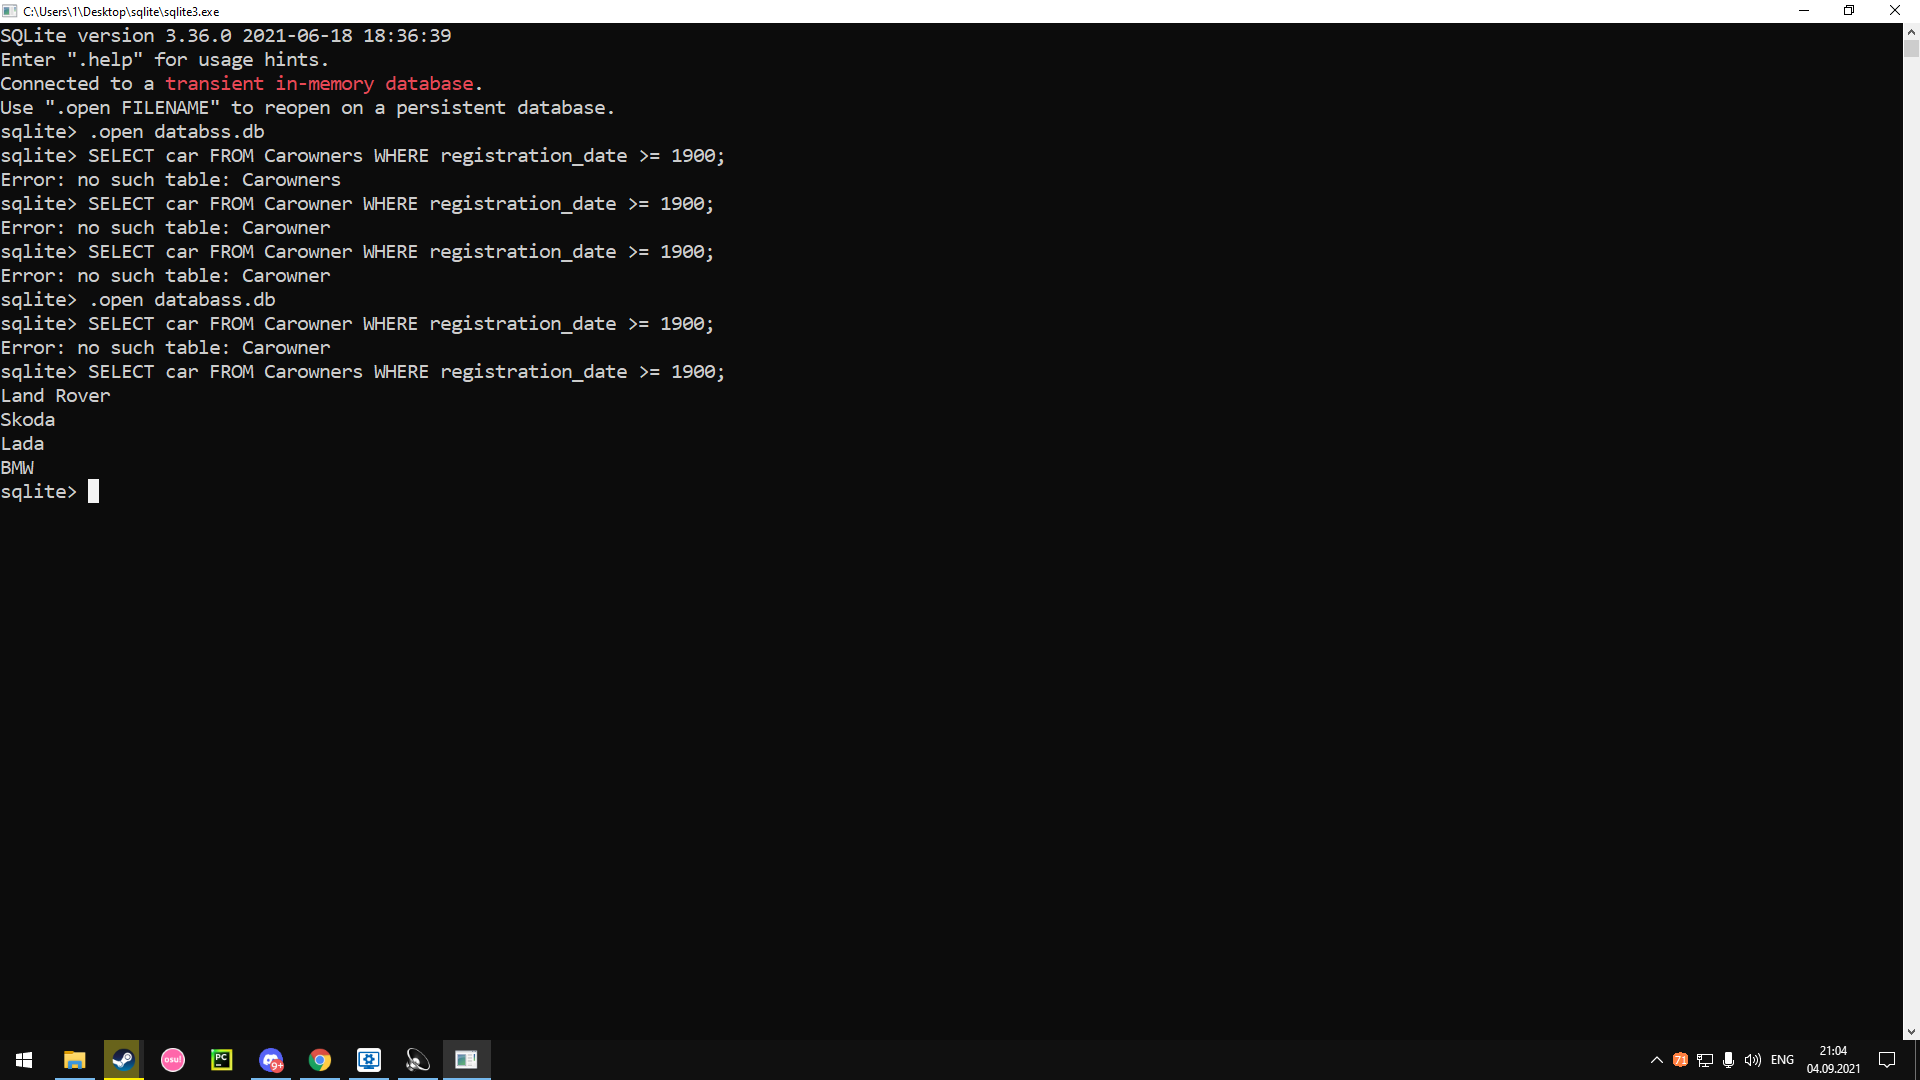 C:\Users\1\Desktop\sqlite\sqlite3.exe
SQLite version 3.36.0 2021-06-18 18:36:39
Enter ".help" for usage hints.
Connected to a transient in-memory database.
Use ".open FILENAME" to reopen on a persistent database.
sqlite> .open databss.db
sqlite> SELECT car FROM Carowners WHERE registration_date >= 1900;
Error: no such table: Carowners
sqlite> SELECT car FROM Carowner WHERE registration_date >= 1900;
Error: no such table: Carowner
sqlite> SELECT car FROM Carowner WHERE registration_date >= 1900;
Error: no such table: Carowner
sqlite> .open databass.db
sqlite> SELECT car FROM Carowner WHERE registration_date >= 1900;
Error: no such table: Carowner
sqlite> SELECT car FROM Carowners WHERE registration_date >= 1900;
Land Rover
Skoda
Lada
BMW
sqlite>
osu!
PC
9+
71
ENG
21:04
04.09.2021